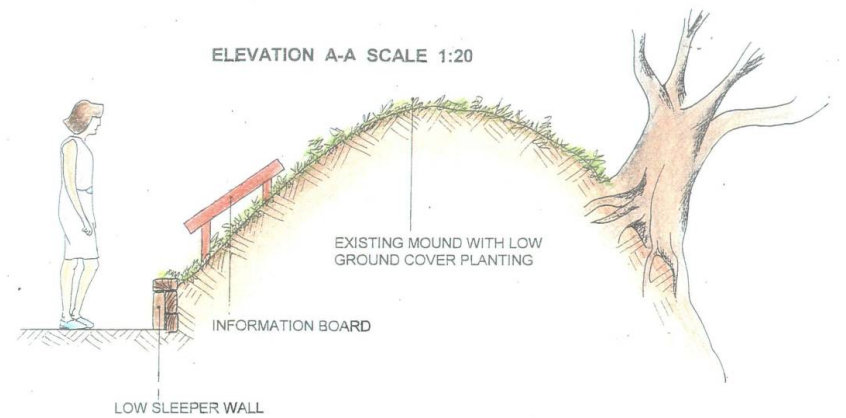 ELEVATION A-A SCALE 1:20
EXISTING MOUND WITH LOW
GROUND COVER PLANTING
INFORMATION BOARD
LOW SLEEPER WALL